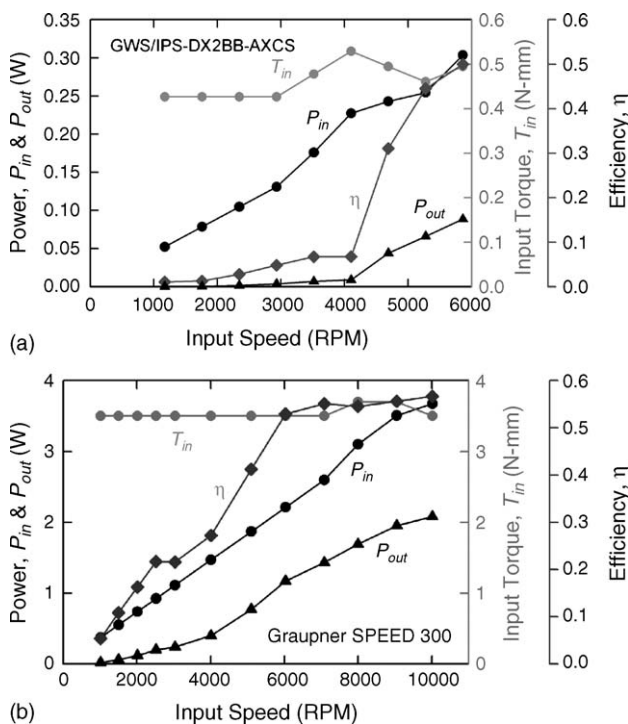 GWS/IPS-DX2BB-AXCS
T_in
P_in
η
P_out
0.35
0.30
0.25
0.20
0.15
0.10
0.05
0.00
Power, P_in & P_out (W)
0 1000 2000 3000 4000 5000 6000
Input Speed (RPM)
0.6
0.5
0.4
0.3
0.2
0.1
0.0
Input Torque, T_in (N-mm)
0.6
0.5
0.4
0.3
0.2
0.1
0.0
Efficiency, η
(a)
T_in
η
P_in
P_out
Graupner SPEED 300
4
3
2
1
0
Power, P_in & P_out (W)
0 2000 4000 6000 8000 10000
Input Speed (RPM)
4
3
2
1
0
Input Torque, T_in (N-mm)
0.6
0.5
0.4
0.3
0.2
0.1
0.0
Efficiency, η
(b)